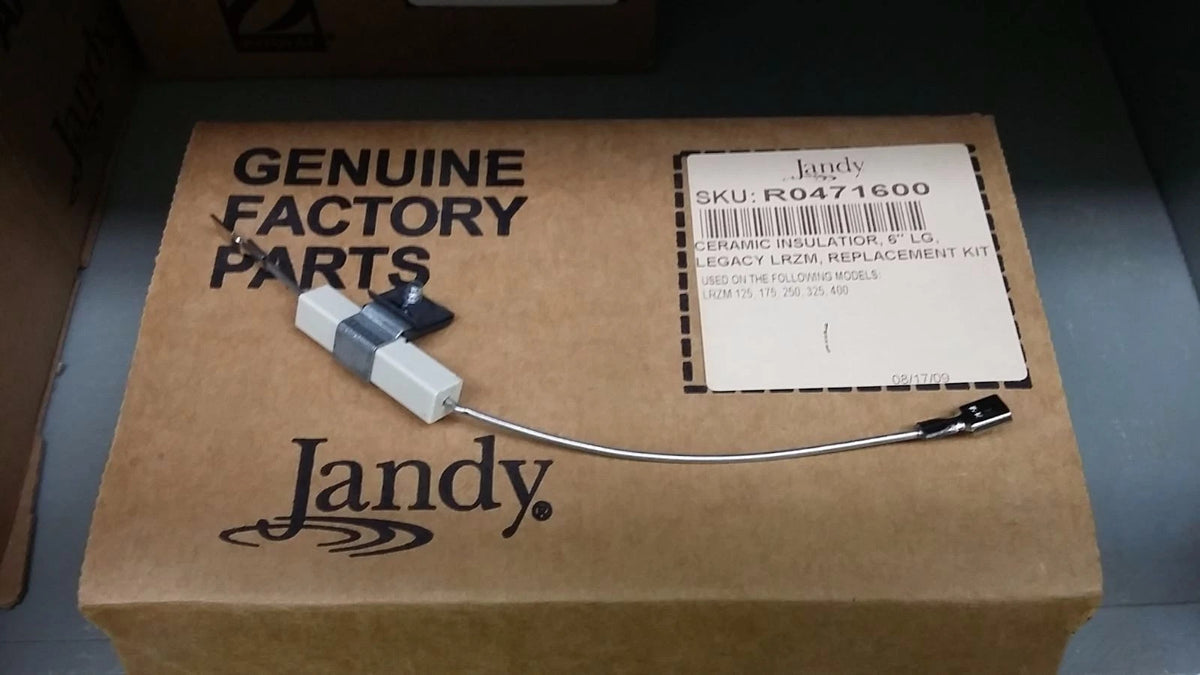 GENUINE
FACTORY
PARTS
Jandy
SKU: R0471600
CERAMIC INSULATIOR, 6" LG,
LEGACY LRZM, REPLACEMENT KIT
USED ON THE FOLLOWING MODELS:
LRZM 125, 175, 250, 325, 400
08/17/09
Jandy®
Jandy